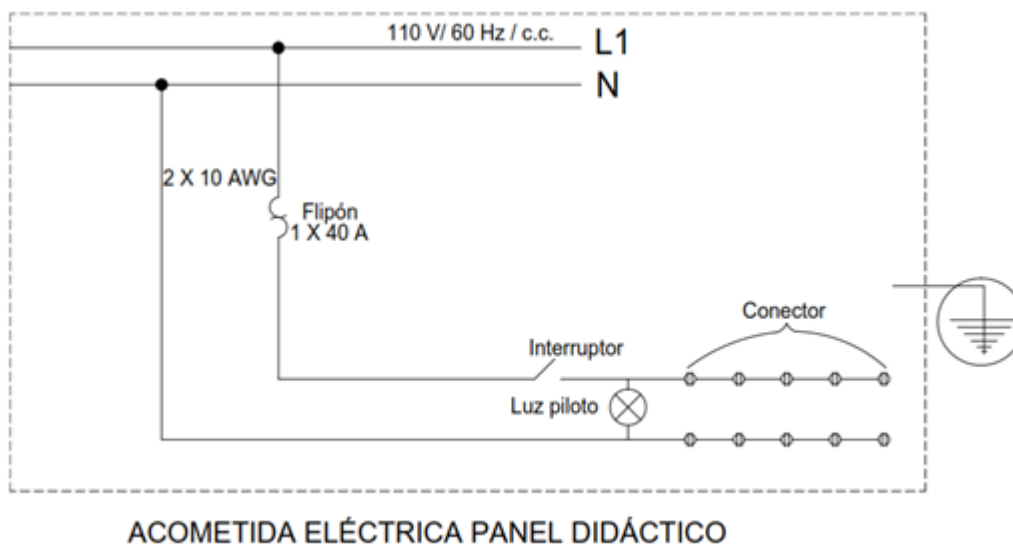 110 V/ 60 Hz / c.c.
L1
N
2 X 10 AWG
Flipón
1 X 40 A
Conector
Interruptor
Luz piloto
ACOMETIDA ELÉCTRICA PANEL DIDÁCTICO